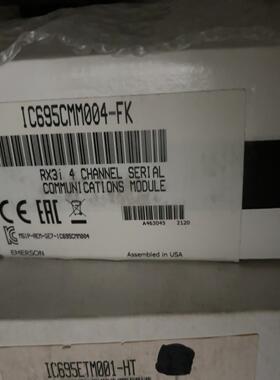 IC695CMM004-FK
RX3i 4 CHANNEL SERIAL
COMMUNICATIONS MODULE
CE EAC
A463045 2120
MSIP-REM-GE7-IC695CMM004
EMERSON Assembled in USA
IC695ETM001-HT